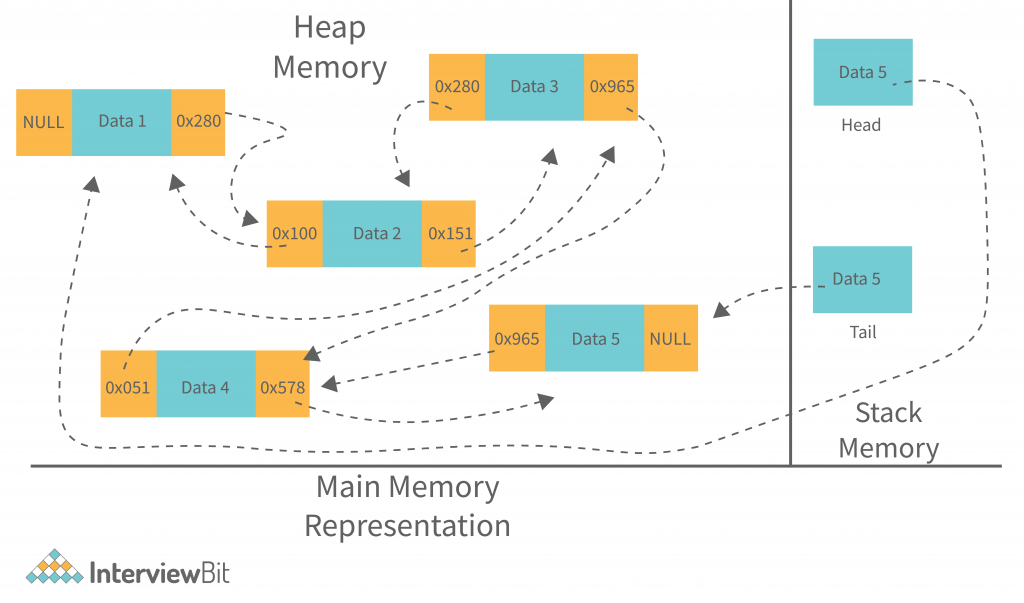 Heap
Memory
NULL Data 1 0x280
0x280 Data 3 0x965
Data 5
Head
0x100 Data 2 0x151
Data 5
Tail
0x965 Data 5 NULL
0x051 Data 4 0x578
Stack
Memory
Main Memory
Representation
InterviewBit